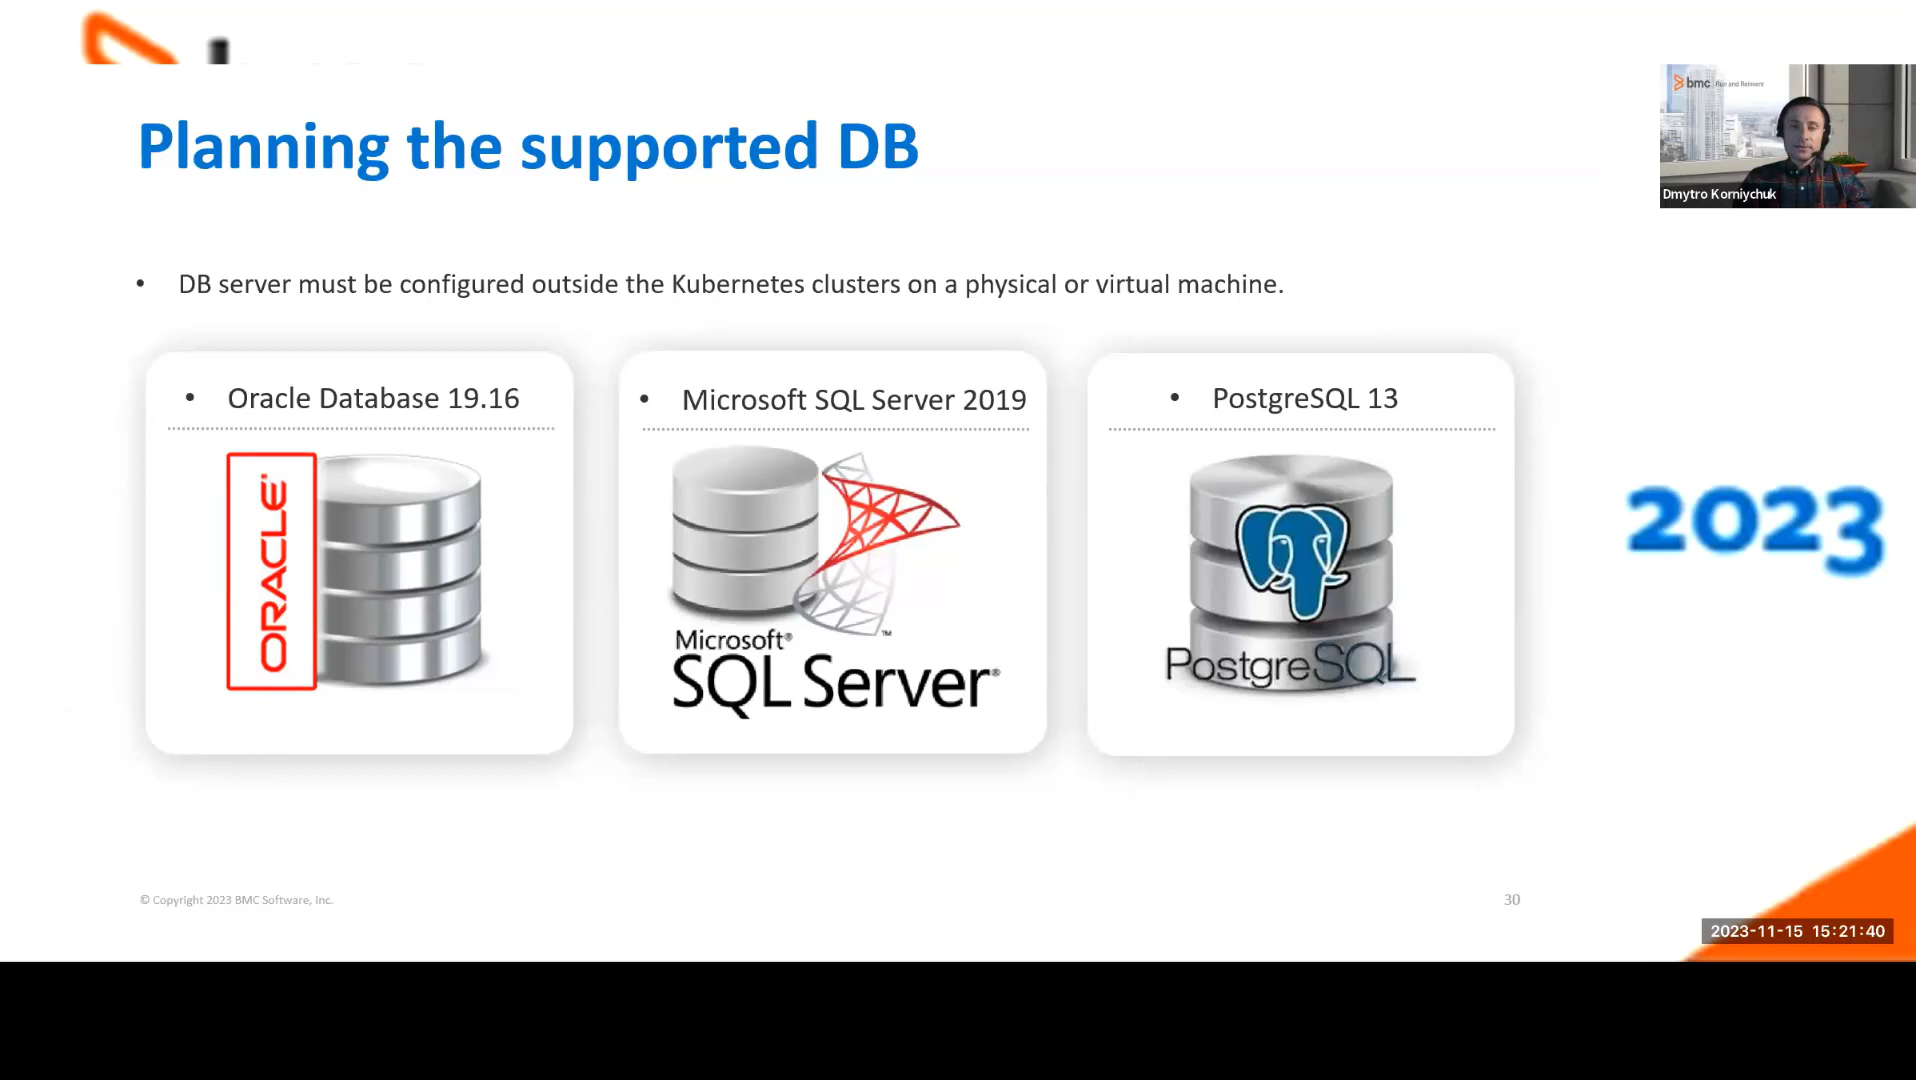 Planning the supported DB
bmc Run and Reinvent
Dmytro Korniychuk
• DB server must be configured outside the Kubernetes clusters on a physical or virtual machine.
• Oracle Database 19.16
ORACLE
• Microsoft SQL Server 2019
Microsoft®
SQL Server®
™
• PostgreSQL 13
PostgreSQL
2023
© Copyright 2023 BMC Software, Inc.
30
2023-11-15 15:21:40